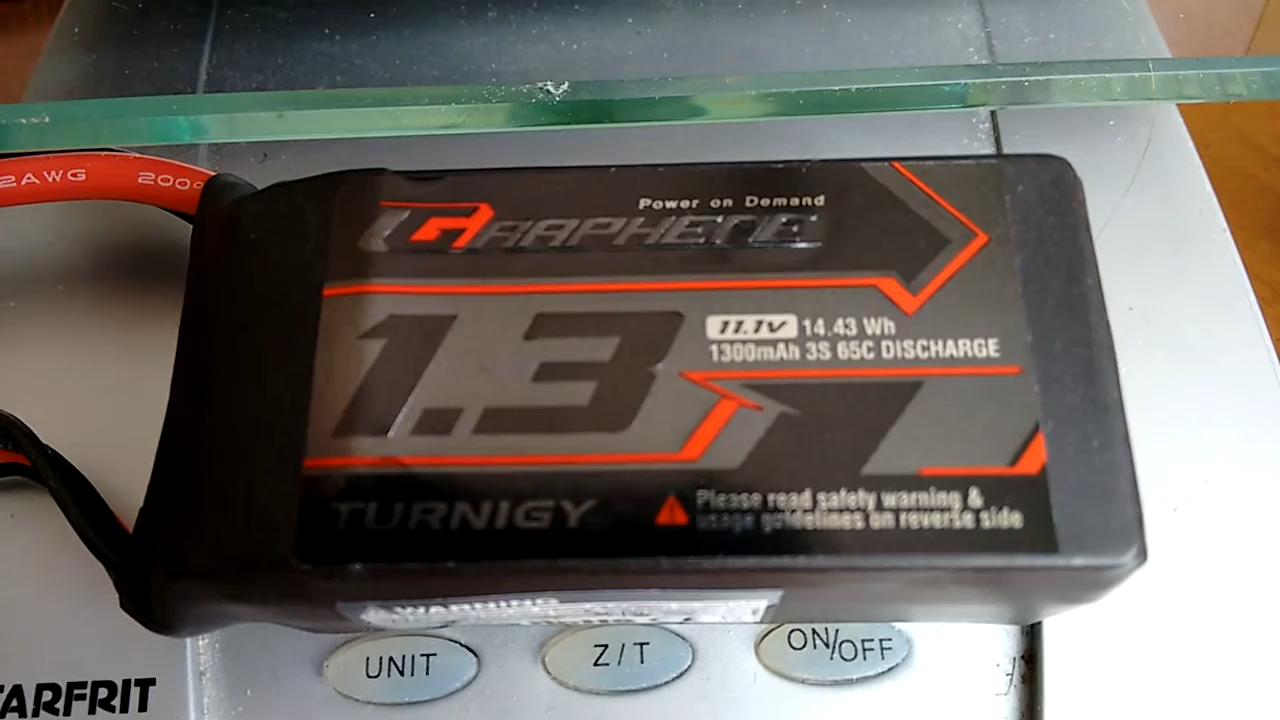 2AWG 200°
Power on Demand
GRAPHENE
1.3
11.1V 14.43 Wh
1300mAh 3S 65C DISCHARGE
TURNIGY
Please read safety warning &
usage guidelines on reverse side
WARNING
UNIT
Z/T
ON/OFF
TARFRIT